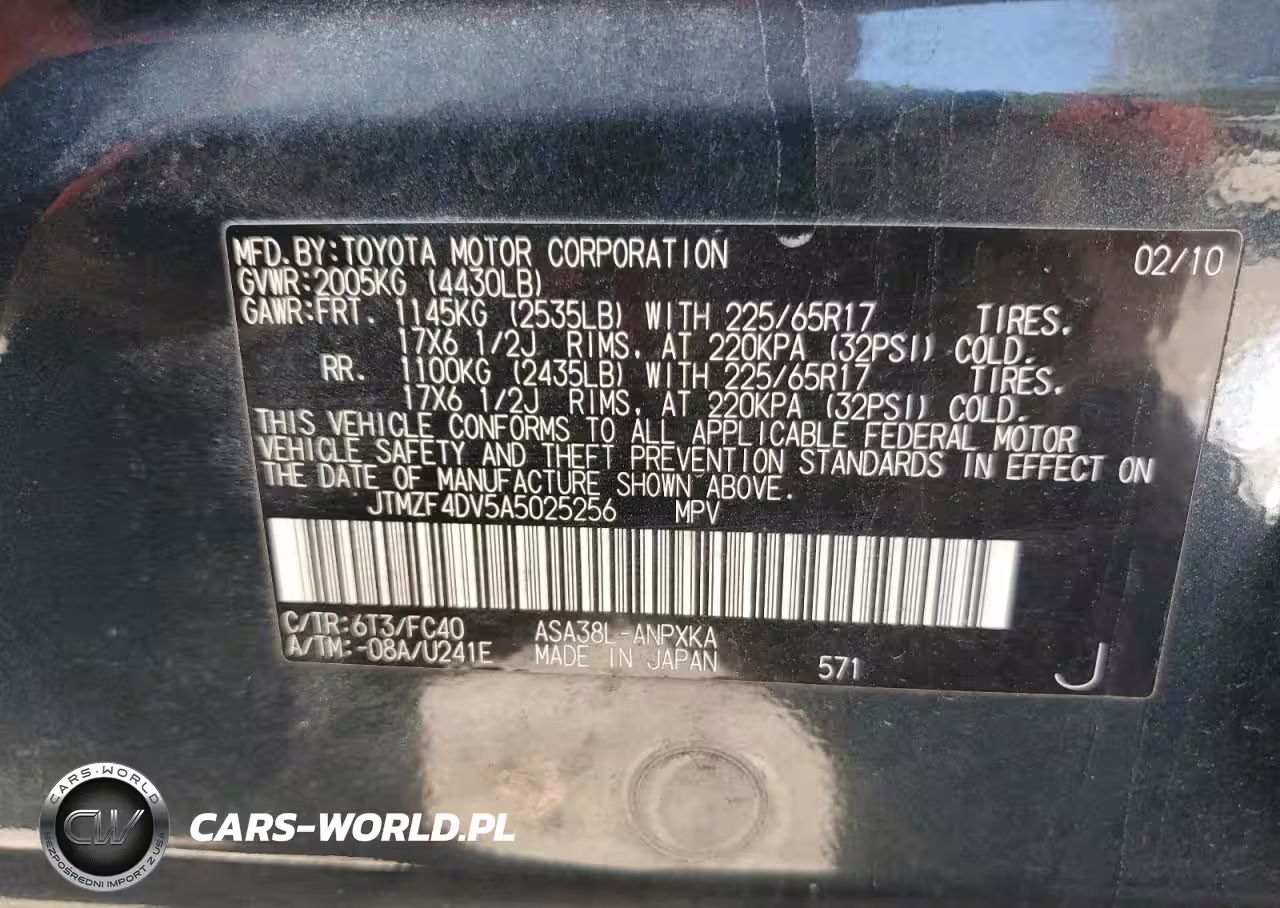 MFD.BY:TOYOTA MOTOR CORPORATION 02/10
GVWR:2005KG (4430LB)
GAWR:FRT. 1145KG (2535LB) WITH 225/65R17 TIRES.
17X6 1/2J RIMS. AT 220KPA (32PSI) COLD.
RR. 1100KG (2435LB) WITH 225/65R17 TIRES.
17X6 1/2J RIMS. AT 220KPA (32PSI) COLD.
THIS VEHICLE CONFORMS TO ALL APPLICABLE FEDERAL MOTOR
VEHICLE SAFETY AND THEFT PREVENTION STANDARDS IN EFFECT ON
THE DATE OF MANUFACTURE SHOWN ABOVE.
JTMZF4DV5A5025256 MPV
C/TR:6T3/FC40 ASA38L-ANPXKA
A/TM:-08A/U241E MADE IN JAPAN 571 J
CARS-WORLD
CW
BEZPOŚREDNI IMPORT Z USA
CARS-WORLD.PL